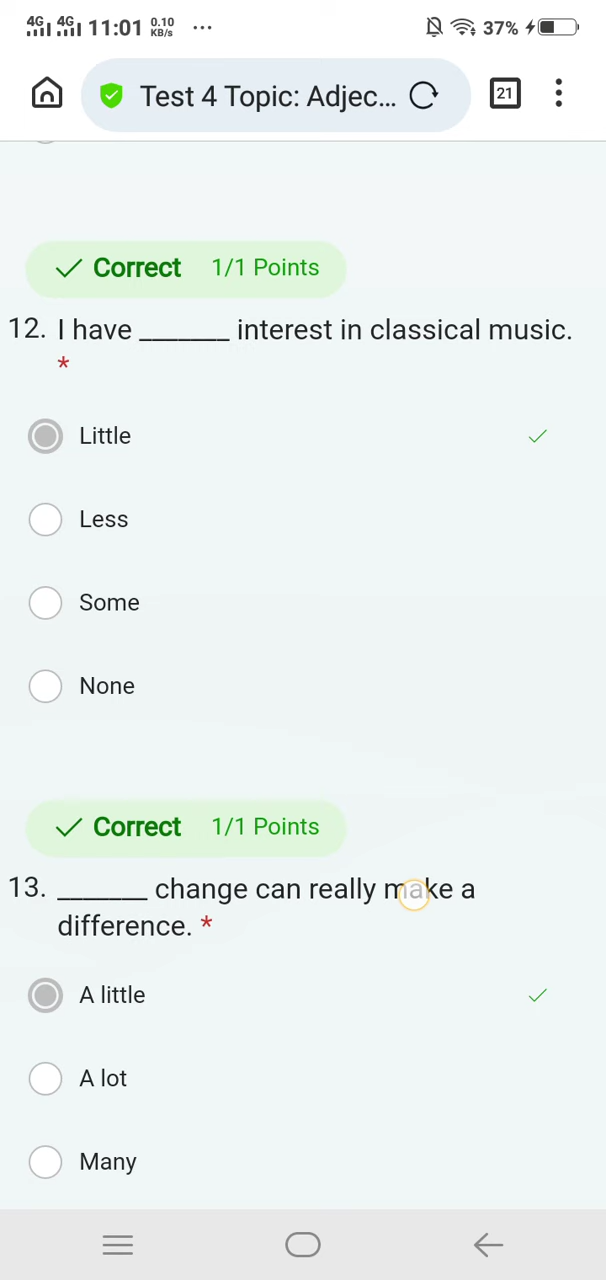 4G 4G 11:01 0.10 KB/s ... 37%
Test 4 Topic: Adjec... 21
Correct 1/1 Points
12. I have _______ interest in classical music.
*
Little
Less
Some
None
Correct 1/1 Points
13. _______ change can really make a
difference. *
A little
A lot
Many